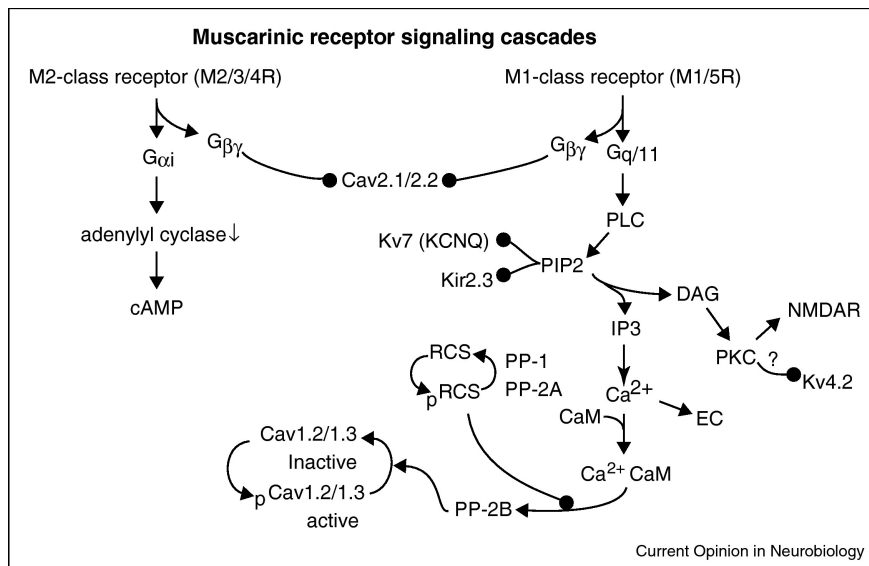 Muscarinic receptor signaling cascades
M2-class receptor (M2/3/4R)
M1-class receptor (M1/5R)
Gαi
Gβγ
Cav2.1/2.2
Gβγ
Gq/11
adenylyl cascade↓
cAMP
PLC
Kv7 (KCNQ)
Kir2.3
PIP2
DAG
IP3
NMDAR
PKC ?
Kv4.2
RCS
pRCS
PP-1
PP-2A
Ca2+
EC
CaM
Ca2+ CaM
Cav1.2/1.3
Inactive
pCav1.2/1.3
active
PP-2B
Current Opinion in Neurobiology